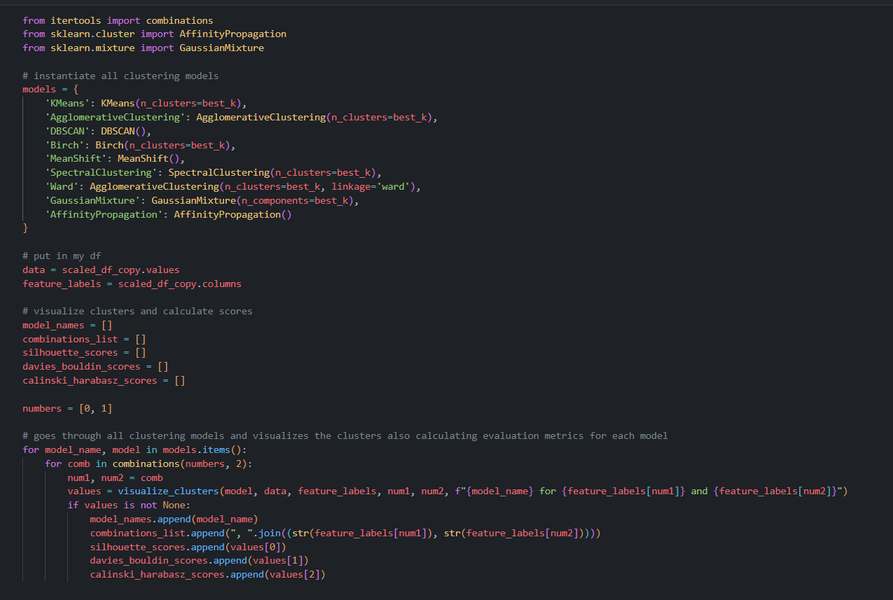 from itertools import combinations
from sklearn.cluster import AffinityPropagation
from sklearn.mixture import GaussianMixture
# instantiate all clustering models
models = {
    'KMeans': KMeans(n_clusters=best_k),
    'AgglomerativeClustering': AgglomerativeClustering(n_clusters=best_k),
    'DBSCAN': DBSCAN(),
    'Birch': Birch(n_clusters=best_k),
    'MeanShift': MeanShift(),
    'SpectralClustering': SpectralClustering(n_clusters=best_k),
    'Ward': AgglomerativeClustering(n_clusters=best_k, linkage='ward'),
    'GaussianMixture': GaussianMixture(n_components=best_k),
    'AffinityPropagation': AffinityPropagation()
}
# put in my df
data = scaled_df_copy.values
feature_labels = scaled_df_copy.columns
# visualize clusters and calculate scores
model_names = []
combinations_list = []
silhouette_scores = []
davies_bouldin_scores = []
calinski_harabasz_scores = []
numbers = [0, 1]
# goes through all clustering models and visualizes the clusters also calculating evaluation metrics for each model
for model_name, model in models.items():
    for comb in combinations(numbers, 2):
        num1, num2 = comb
        values = visualize_clusters(model, data, feature_labels, num1, num2, f"{model_name} for {feature_labels[num1]} and {feature_labels[num2]}")
        if values is not None:
            model_names.append(model_name)
            combinations_list.append(", ".join((str(feature_labels[num1]), str(feature_labels[num2]))))
            silhouette_scores.append(values[0])
            davies_bouldin_scores.append(values[1])
            calinski_harabasz_scores.append(values[2])